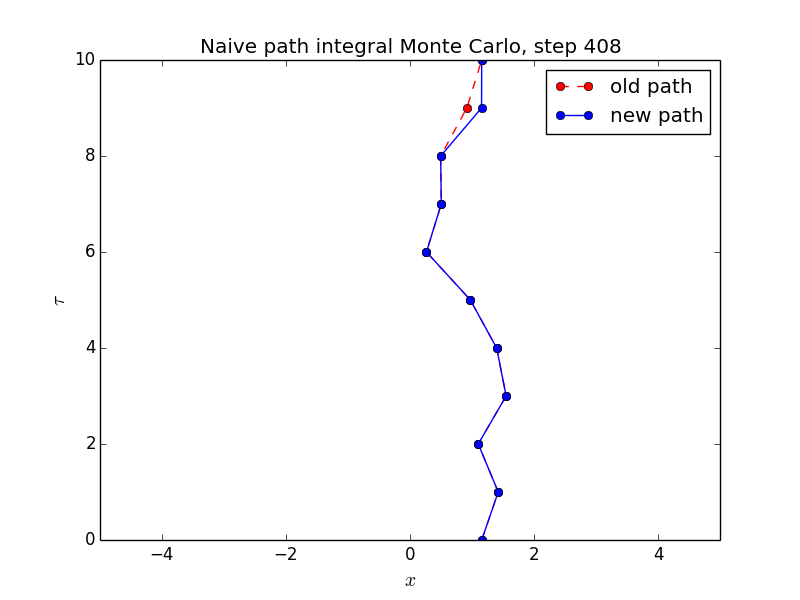 Naive path integral Monte Carlo, step 408
10
old path
new path
8
6
τ
4
2
0
−4 −2 0 2 4
x